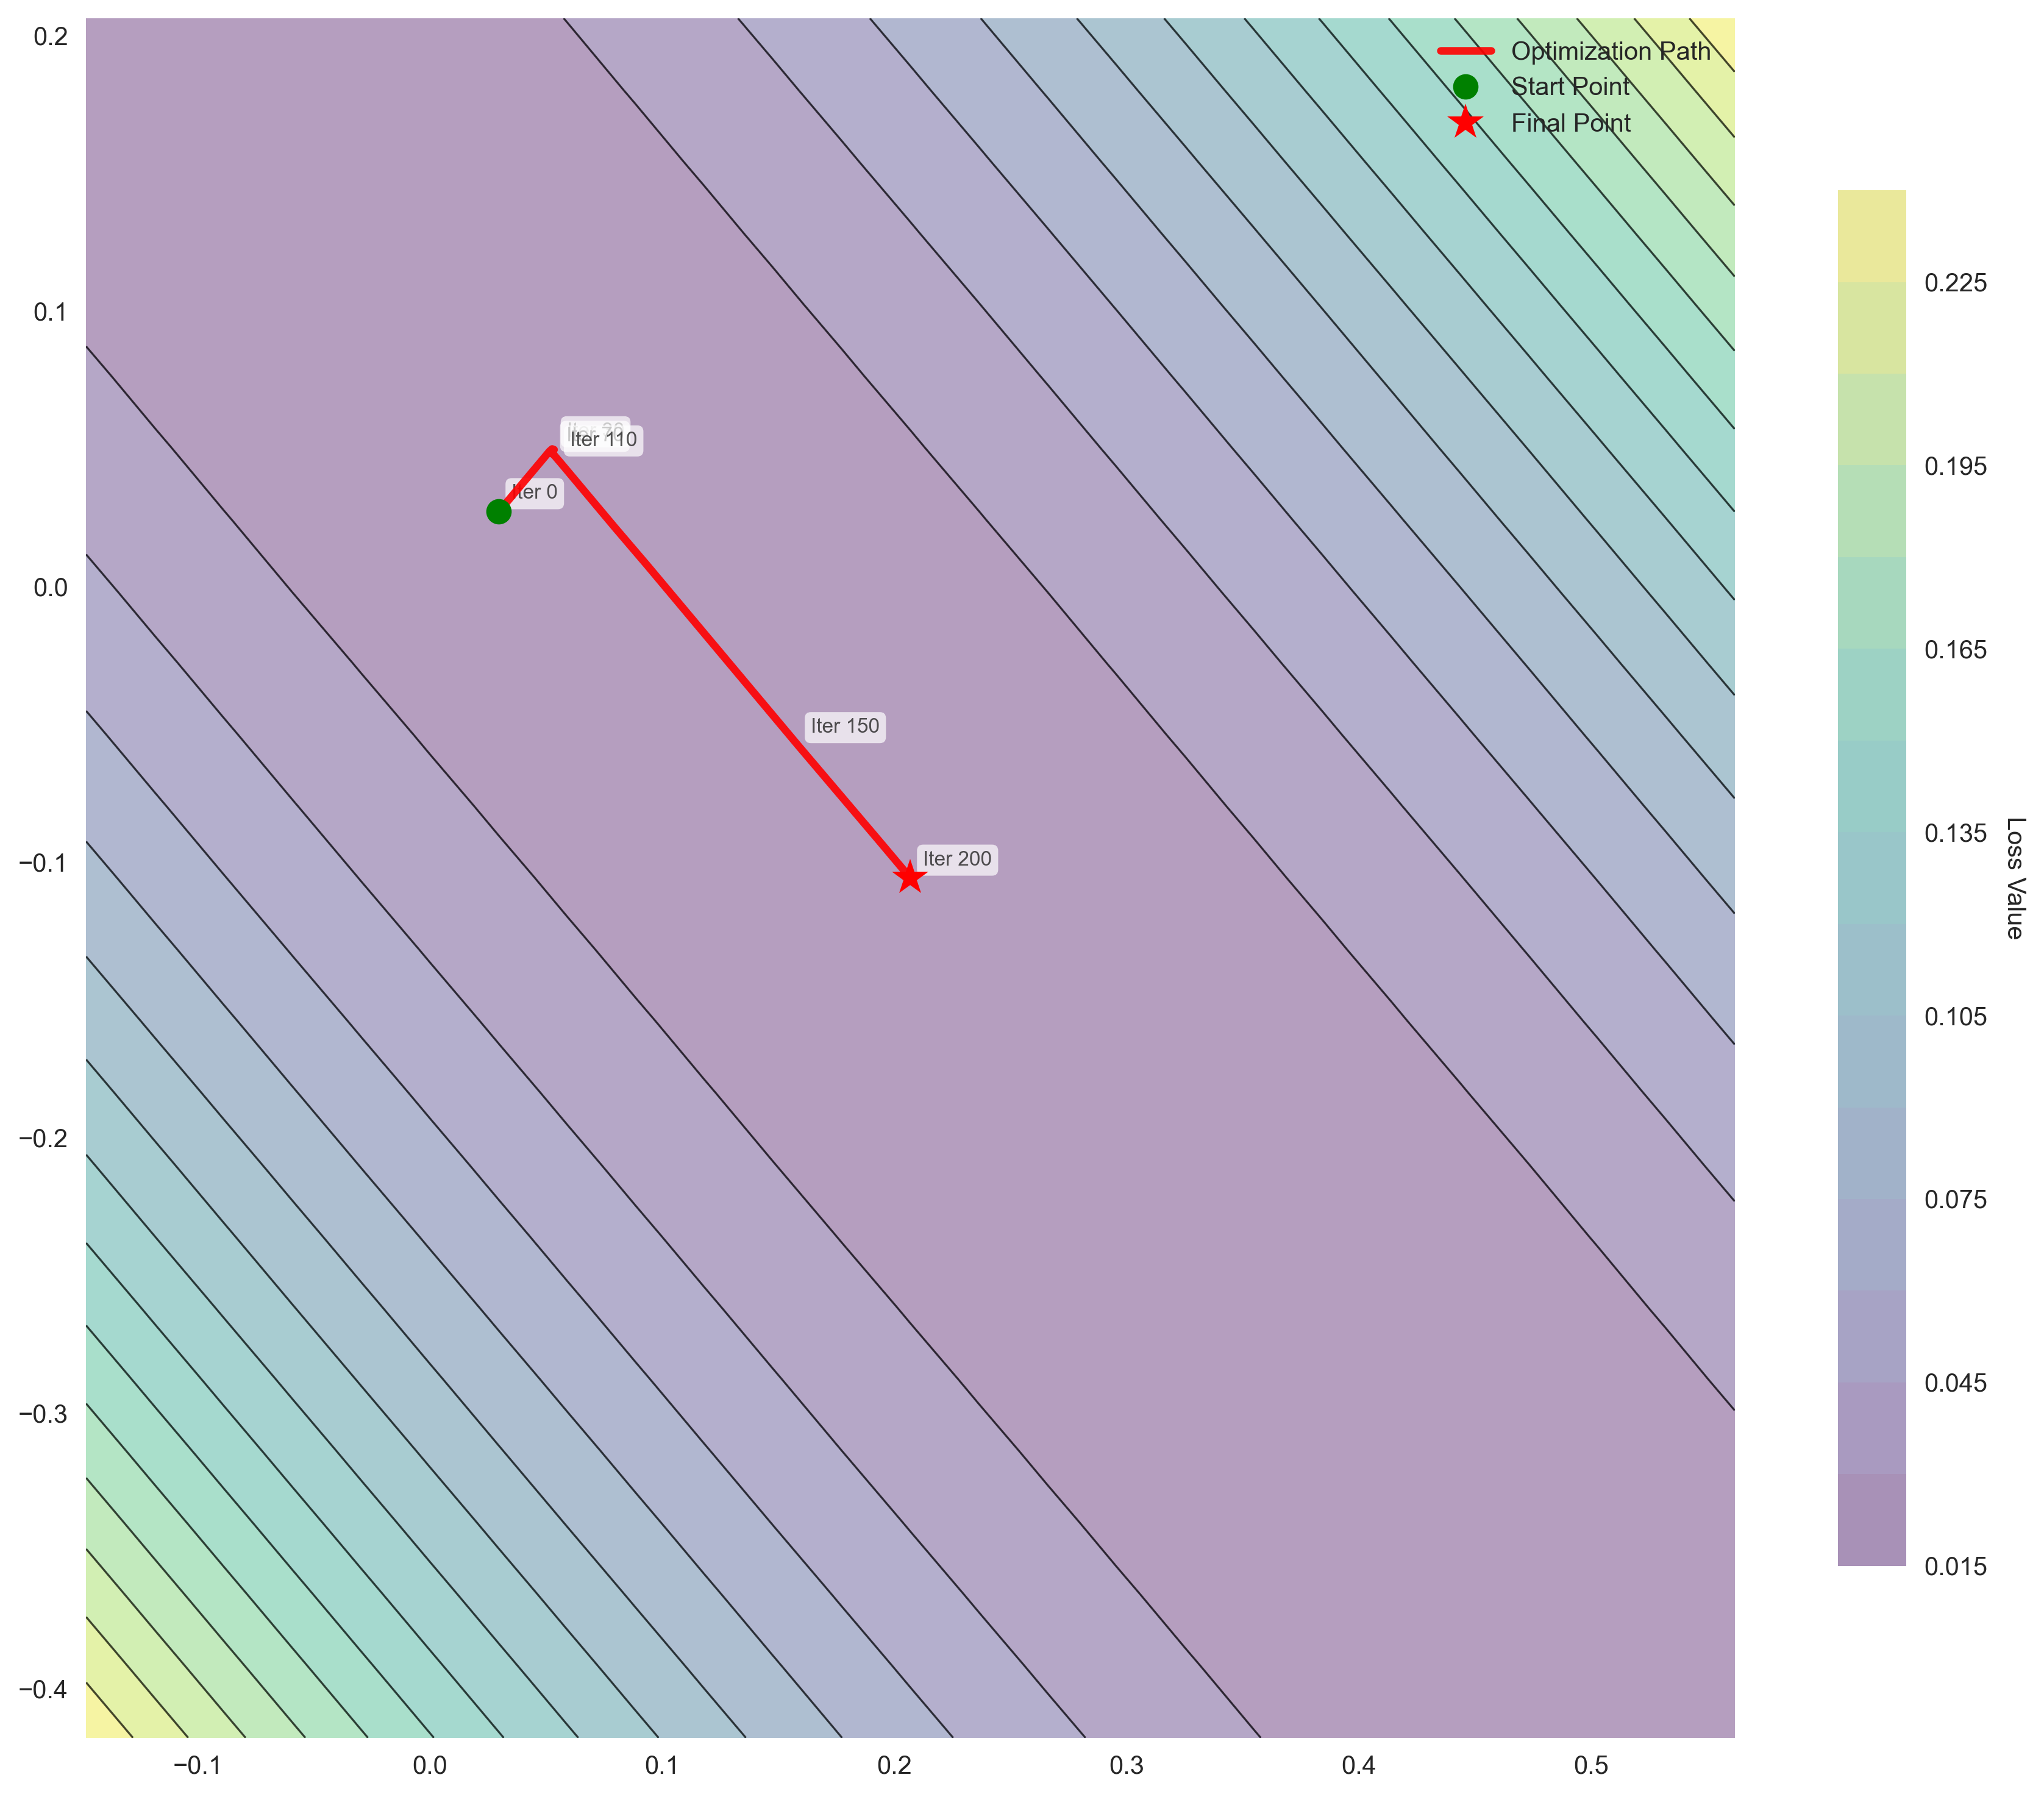 0.2
0.1
0.0
−0.1
−0.2
−0.3
−0.4
Optimization Path
Start Point
Final Point
Iter 110
Iter 0
Iter 150
Iter 200
−0.1
0.0
0.1
0.2
0.3
0.4
0.5
0.225
0.195
0.165
0.135
0.105
0.075
0.045
0.015
Loss Value